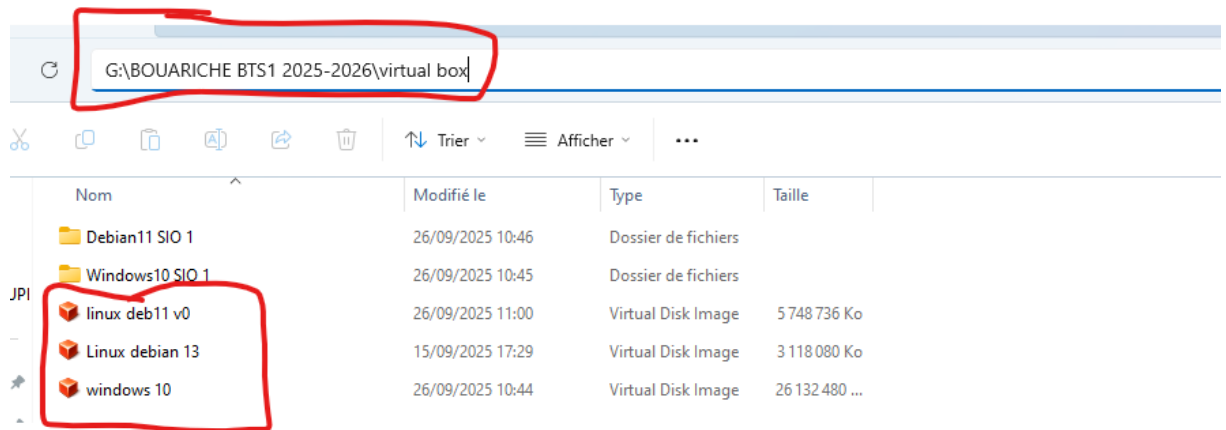 G:\BOUARICHE BTS1 2025-2026\virtual box
Trier Afficher
Nom Modifié le Type Taille
Debian11 SIO 1 26/09/2025 10:46 Dossier de fichiers
Windows10 SIO 1 26/09/2025 10:45 Dossier de fichiers
JPI
linux deb11 v0 26/09/2025 11:00 Virtual Disk Image 5 748 736 Ko
Linux debian 13 15/09/2025 17:29 Virtual Disk Image 3 118 080 Ko
windows 10 26/09/2025 10:44 Virtual Disk Image 26 132 480 ...